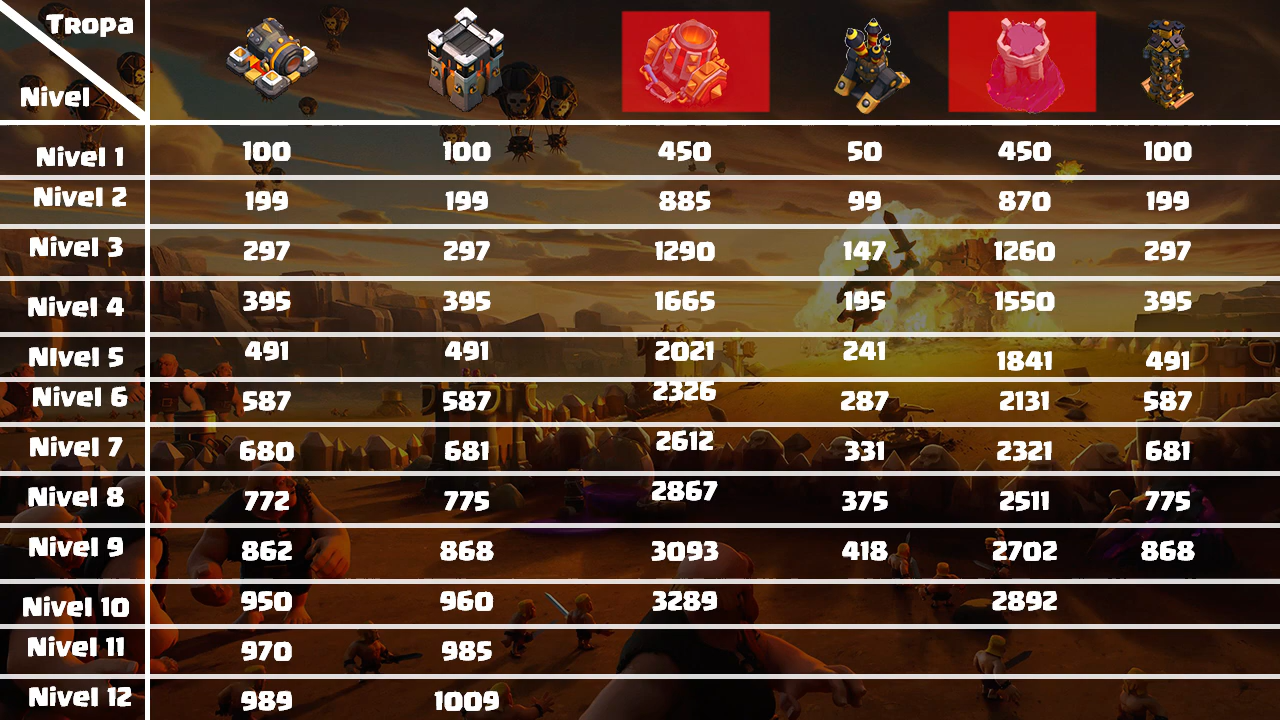 Tropa
Nivel
Nivel 1 100 100 450 50 450 100
Nivel 2 199 199 885 99 870 199
Nivel 3 297 297 1290 147 1260 297
Nivel 4 395 395 1665 195 1550 395
NIvel 5 491 491 2021 241 1841 491
Nivel 6 587 587 2326 287 2131 587
Nivel 7 680 681 2612 331 2321 681
Nivel 8 772 775 2867 375 2511 775
Nivel 9 862 868 3093 418 2702 868
Nivel 10 950 960 3289 2892
Nivel 11 970 985
Nivel 12 989 1009